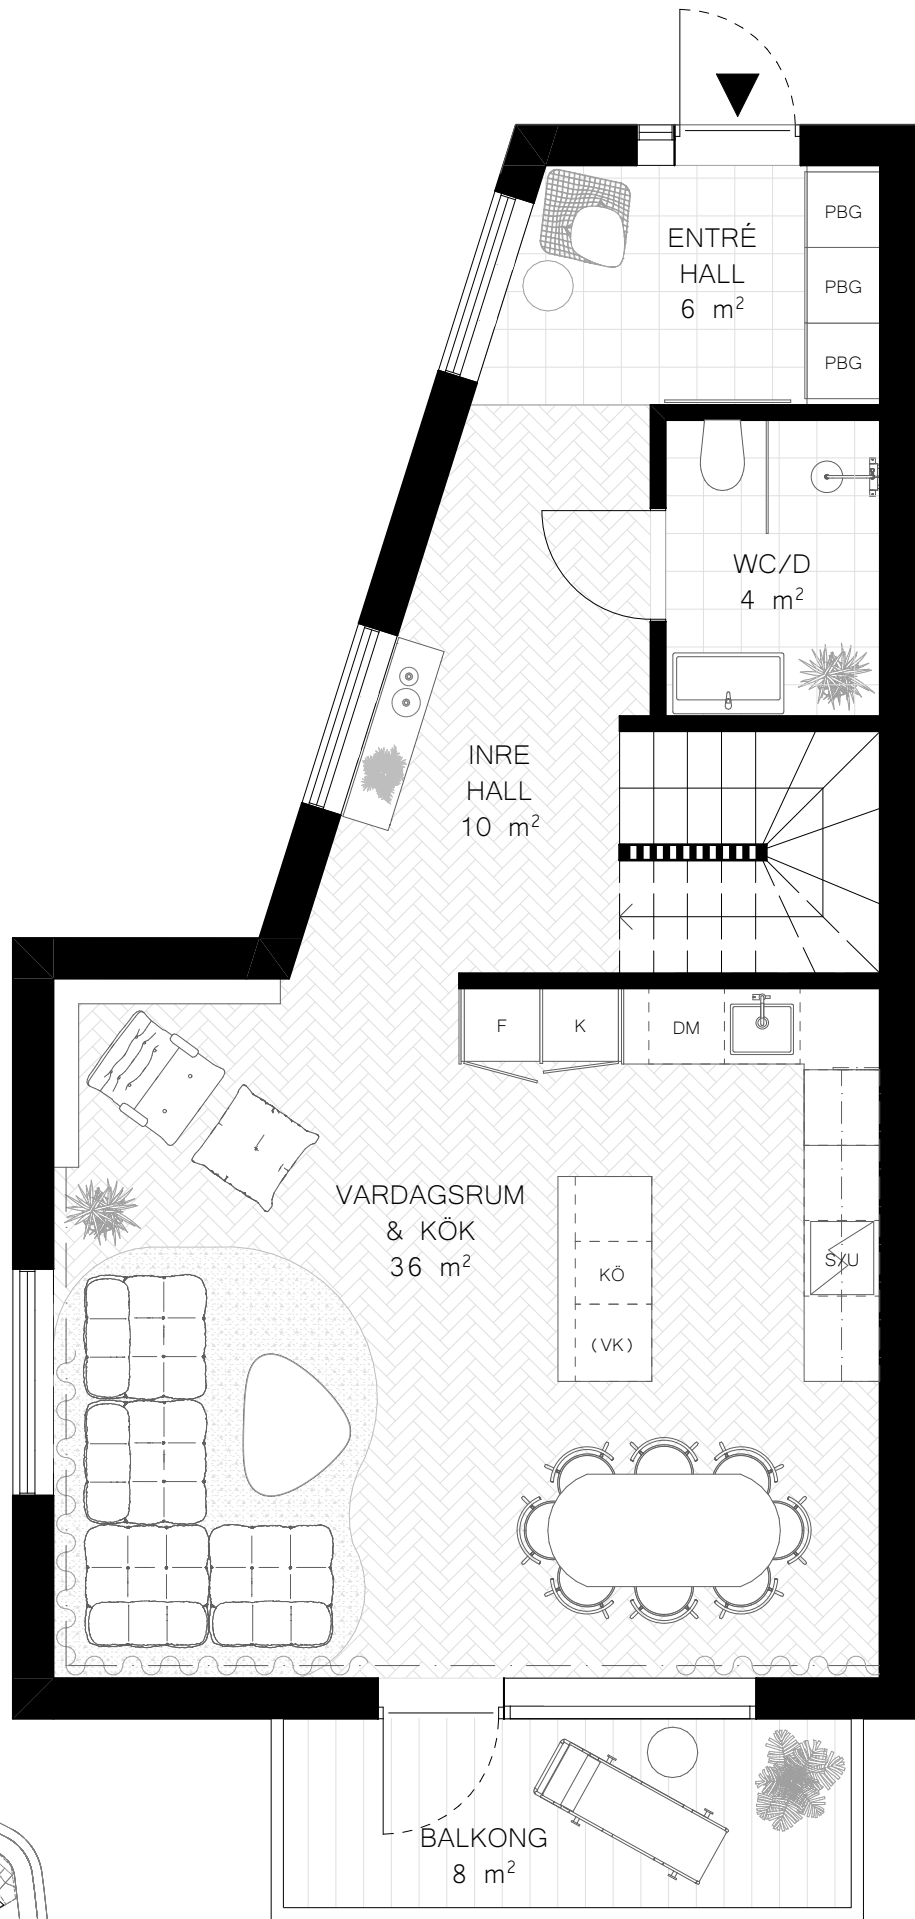 PBG
ENTRÉ
HALL
6 m²
PBG
PBG
WC/D
4 m²
INRE
HALL
10 m²
F
K
DM
VARDAGSRUM
& KÖK
36 m²
S/U
KÖ
(VK)
BALKONG
8 m²